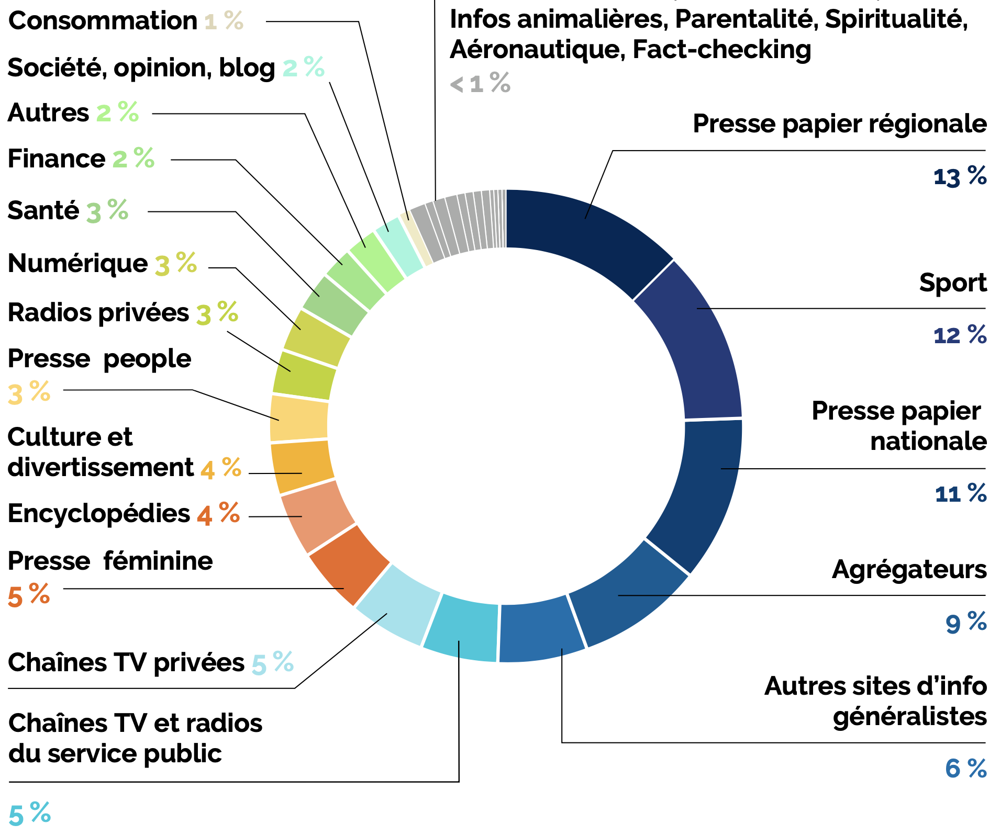 Consommation 1 %
Société, opinion, blog 2 %
Autres 2 %
Finance 2 %
Santé 3 %
Numérique 3 %
Radios privées 3 %
Presse people
3 %
Culture et
divertissement 4 %
Encyclopédies 4 %
Presse féminine
5 %
Chaînes TV privées 5 %
Chaînes TV et radios
du service public
5 %
Infos animalières, Parentalité, Spiritualité,
Aéronautique, Fact-checking
< 1 %
Presse papier régionale
13 %
Sport
12 %
Presse papier
nationale
11 %
Agrégateurs
9 %
Autres sites d’info
généralistes
6 %